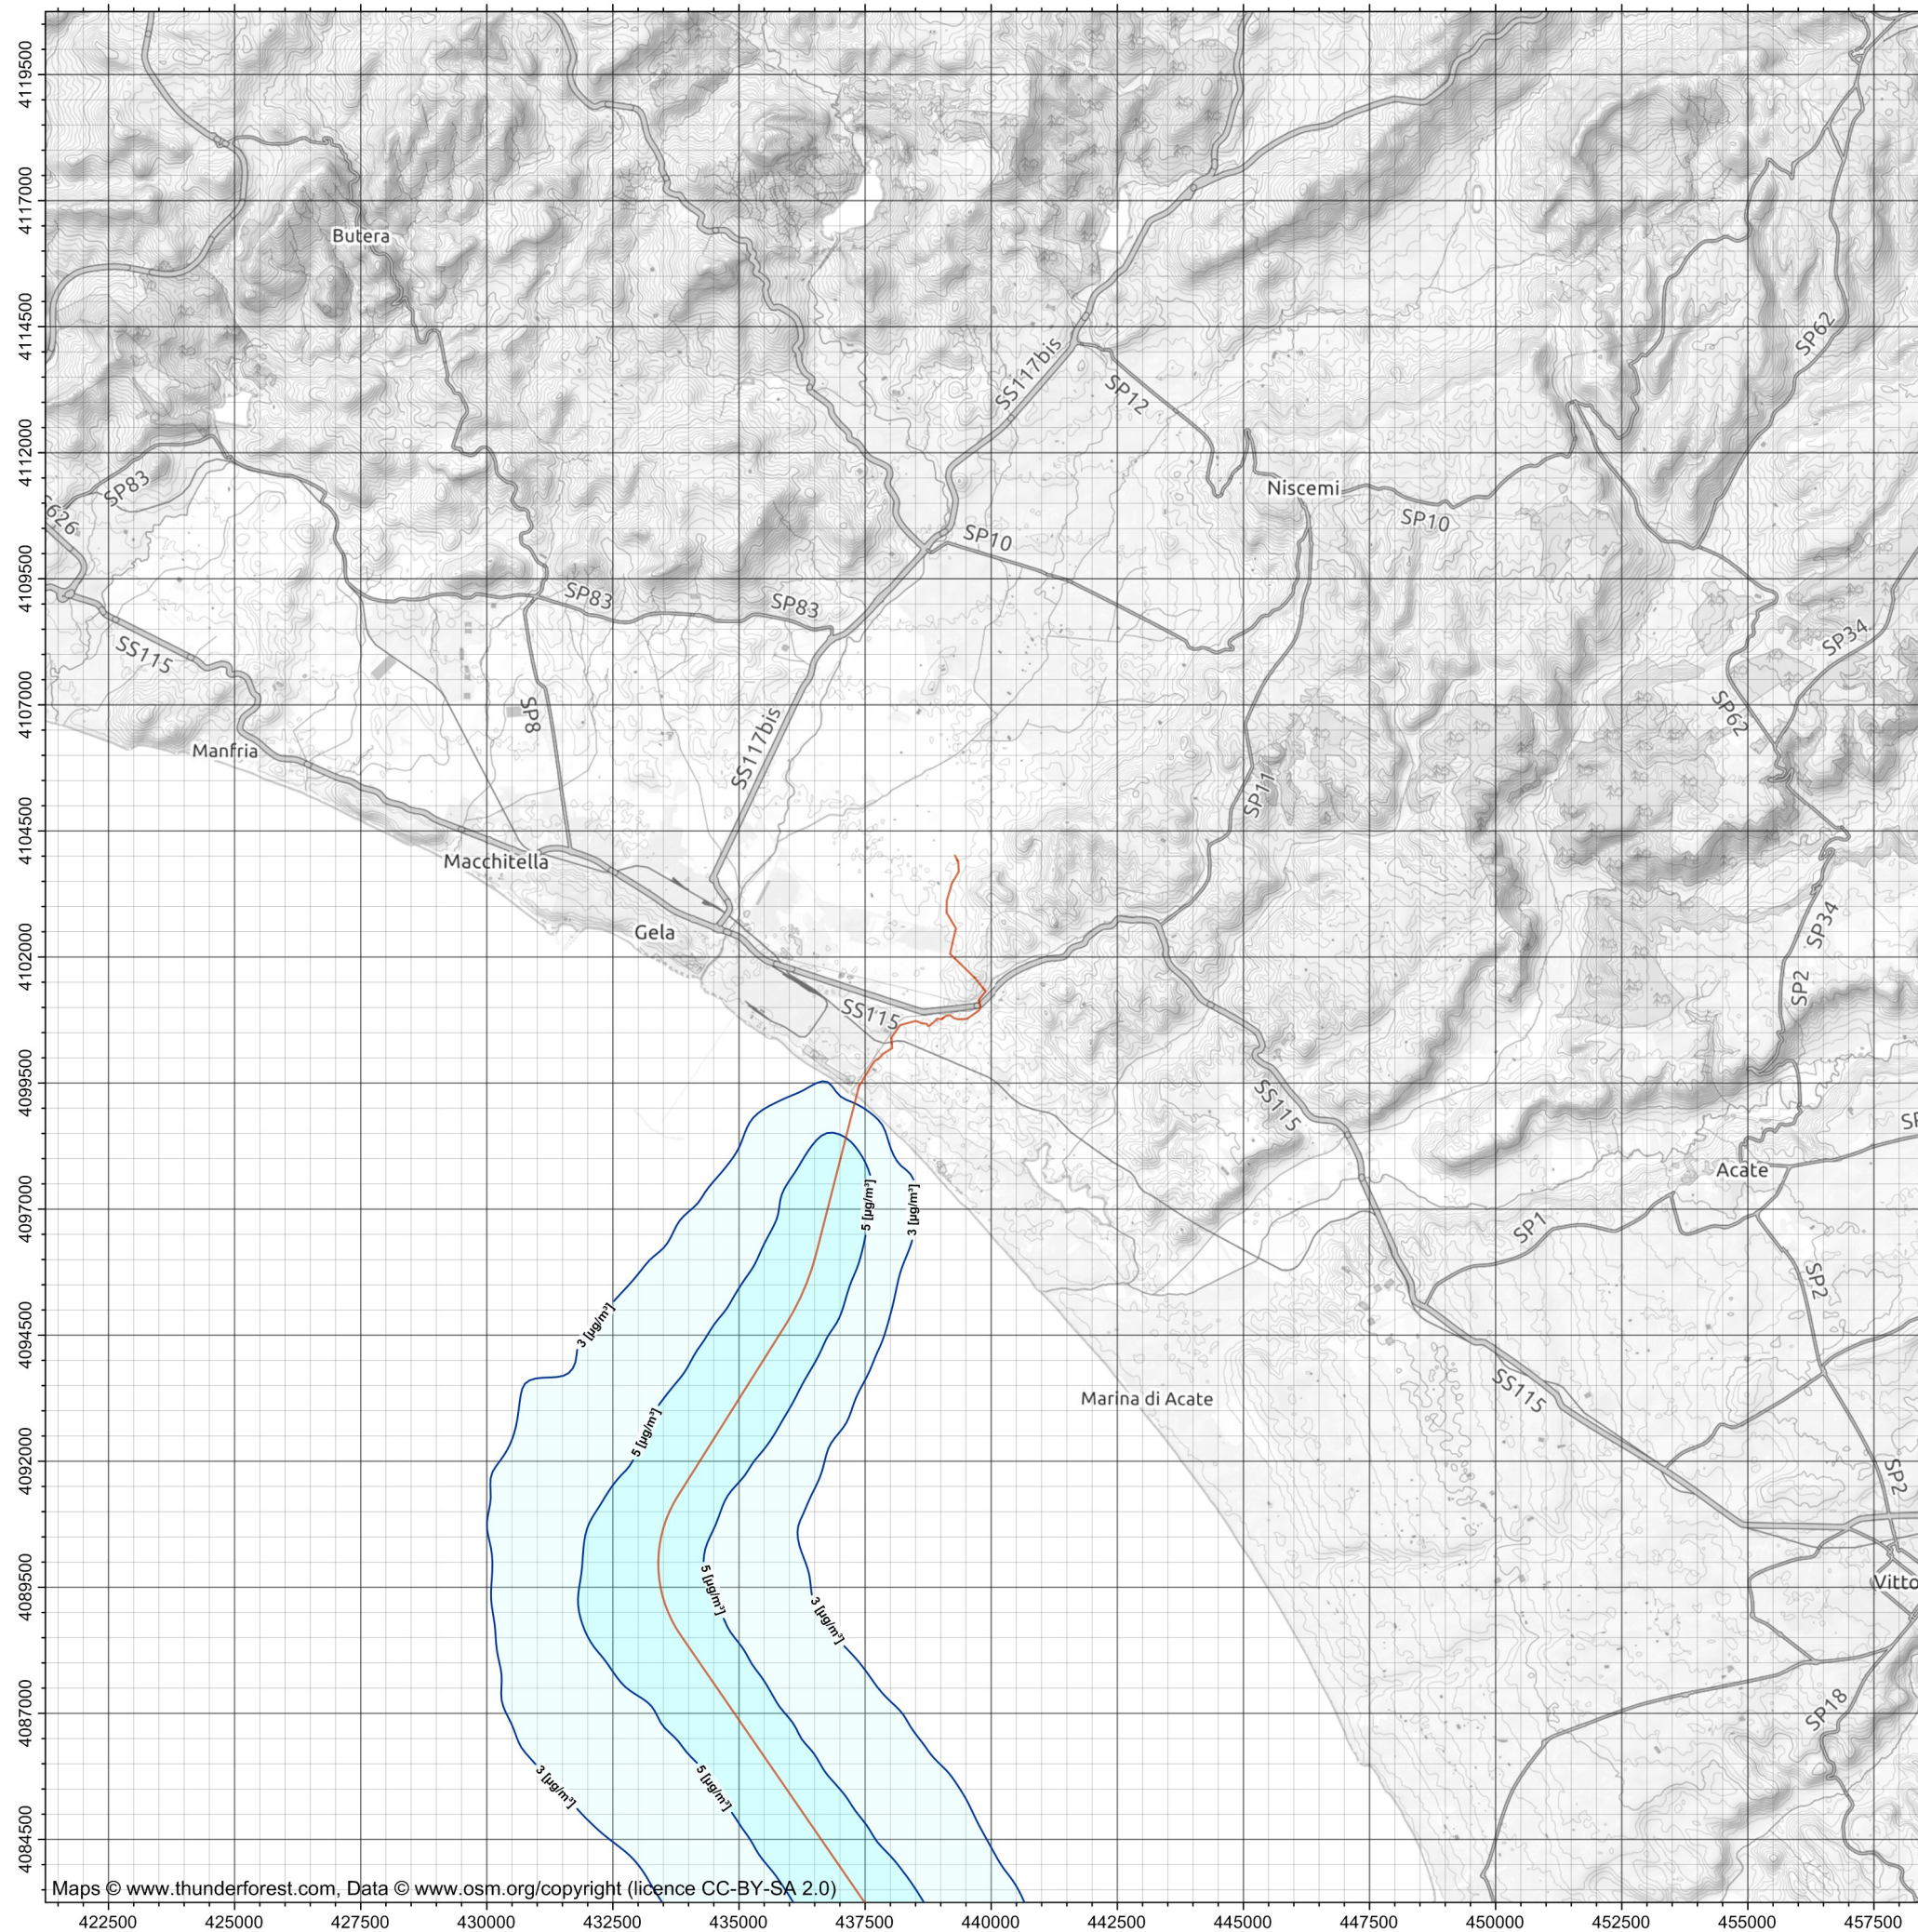 4119500
4117000
Butera
4114500
SP62
SS117bis
SP12
4112000
SP83
Niscemi
626
SP10
SP10
4109500
SP83
SP83
SP34
SS115
4107000
SP8
SP62
SS117bis
Manfria
SP11
4104500
Macchitella
SP34
Gela
4102000
SP2
SS115
4099500
SS115
SP
Acate
4097000
5 [µg/m³]
3 [µg/m³]
SP1
SP2
3 [µg/m³]
4094500
SS115
Marina di Acate
5 [µg/m³]
4092000
SP2
4089500
5 [µg/m³]
Vitto
3 [µg/m³]
4087000
SP18
3 [µg/m³]
5 [µg/m³]
4084500
Maps © www.thunderforest.com, Data © www.osm.org/copyright (licence CC-BY-SA 2.0)
422500 425000 427500 430000 432500 435000 437500 440000 442500 445000 447500 450000 452500 455000 457500